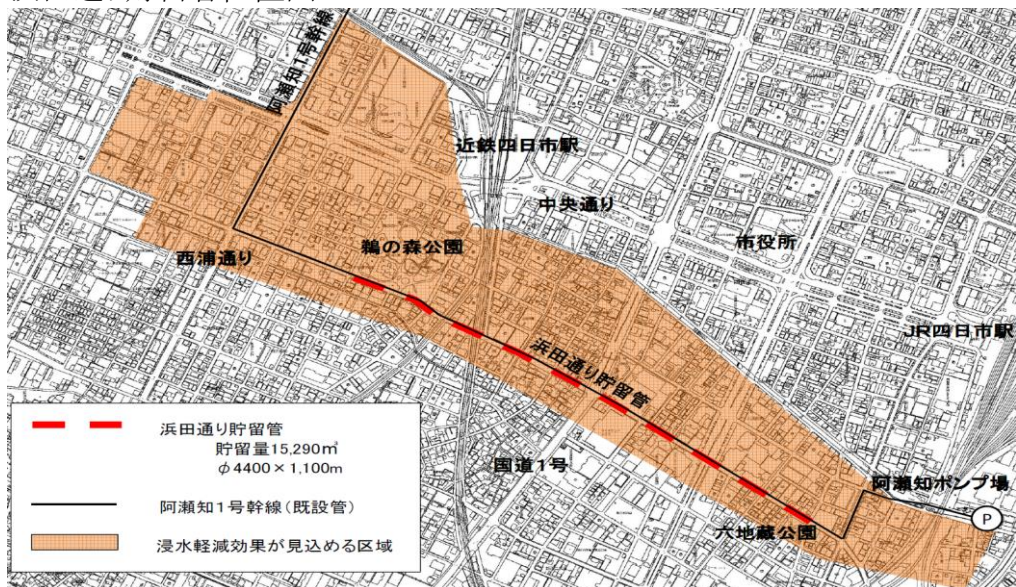 阿瀬知1号幹線
近鉄四日市駅
中央通り
市役所
鵜の森公園
西浦通り
JR四日市駅
浜田通り貯留管
国道1号
阿瀬知ポンプ場
P
六地蔵公園
浜田通り貯留管
貯留量15,290㎥
φ4400×1,100m
阿瀬知1号幹線(既設管)
浸水軽減効果が見込める区域